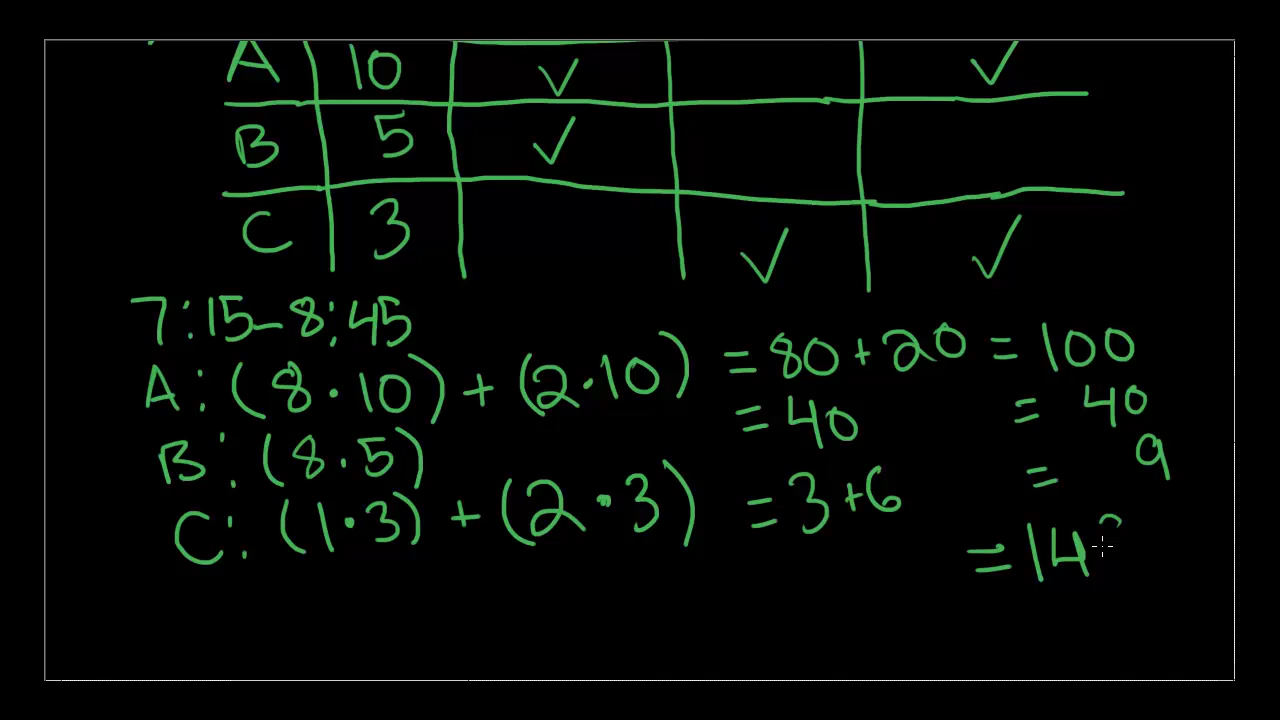 A 10 ✓ ✓
B 5 ✓
C 3 ✓ ✓
7:15-8:45
A: (8·10) + (2·10) = 80 + 20 = 100
B: (8·5) = 40 = 40
C: (1·3) + (2·3) = 3+6 = 9
= 14